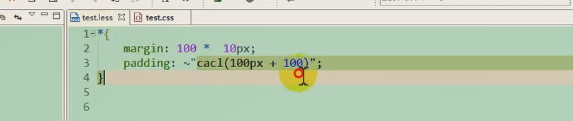 test.less
test.css
1 *{
2 margin: 100 * 10px;
3 padding: ~"cacl(100px + 100)";
4 }
5
6